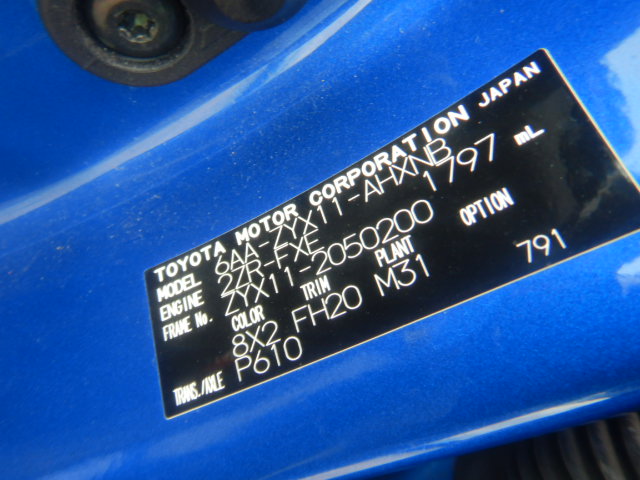 TOYOTA MOTOR CORPORATION JAPAN
MODEL 6AA-ZYX11-AHXNB
ENGINE 2ZR-FXE 1797 mL
FRAME No. ZYX11-2050200
COLOR TRIM PLANT OPTION
8X2 FH20 M31 791
TRANS./AXLE P610